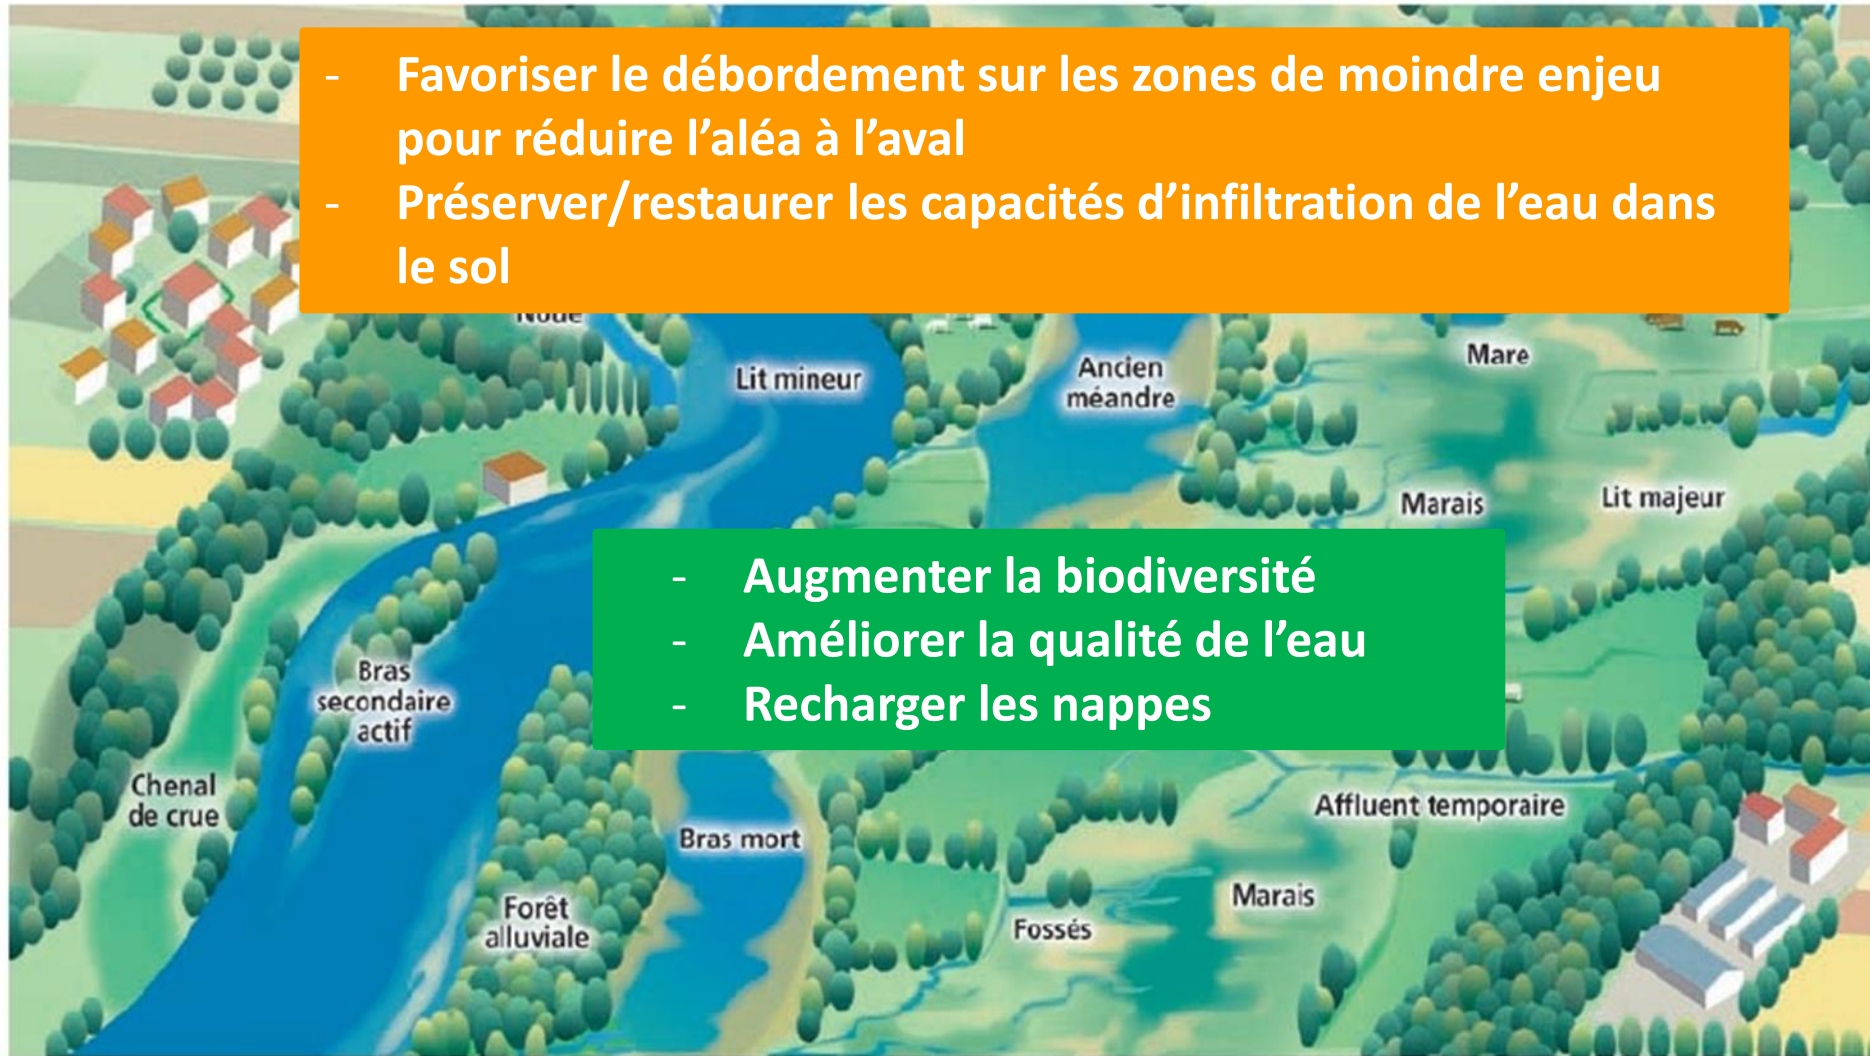 - Favoriser le débordement sur les zones de moindre enjeu
pour réduire l’aléa à l’aval
- Préserver/restaurer les capacités d’infiltration de l’eau dans
le sol
Noue
Lit mineur
Ancien
méandre
Mare
Marais
Lit majeur
- Augmenter la biodiversité
- Améliorer la qualité de l’eau
- Recharger les nappes
Bras
secondaire
actif
Chenal
de crue
Bras mort
Affluent temporaire
Forêt
alluviale
Fossés
Marais